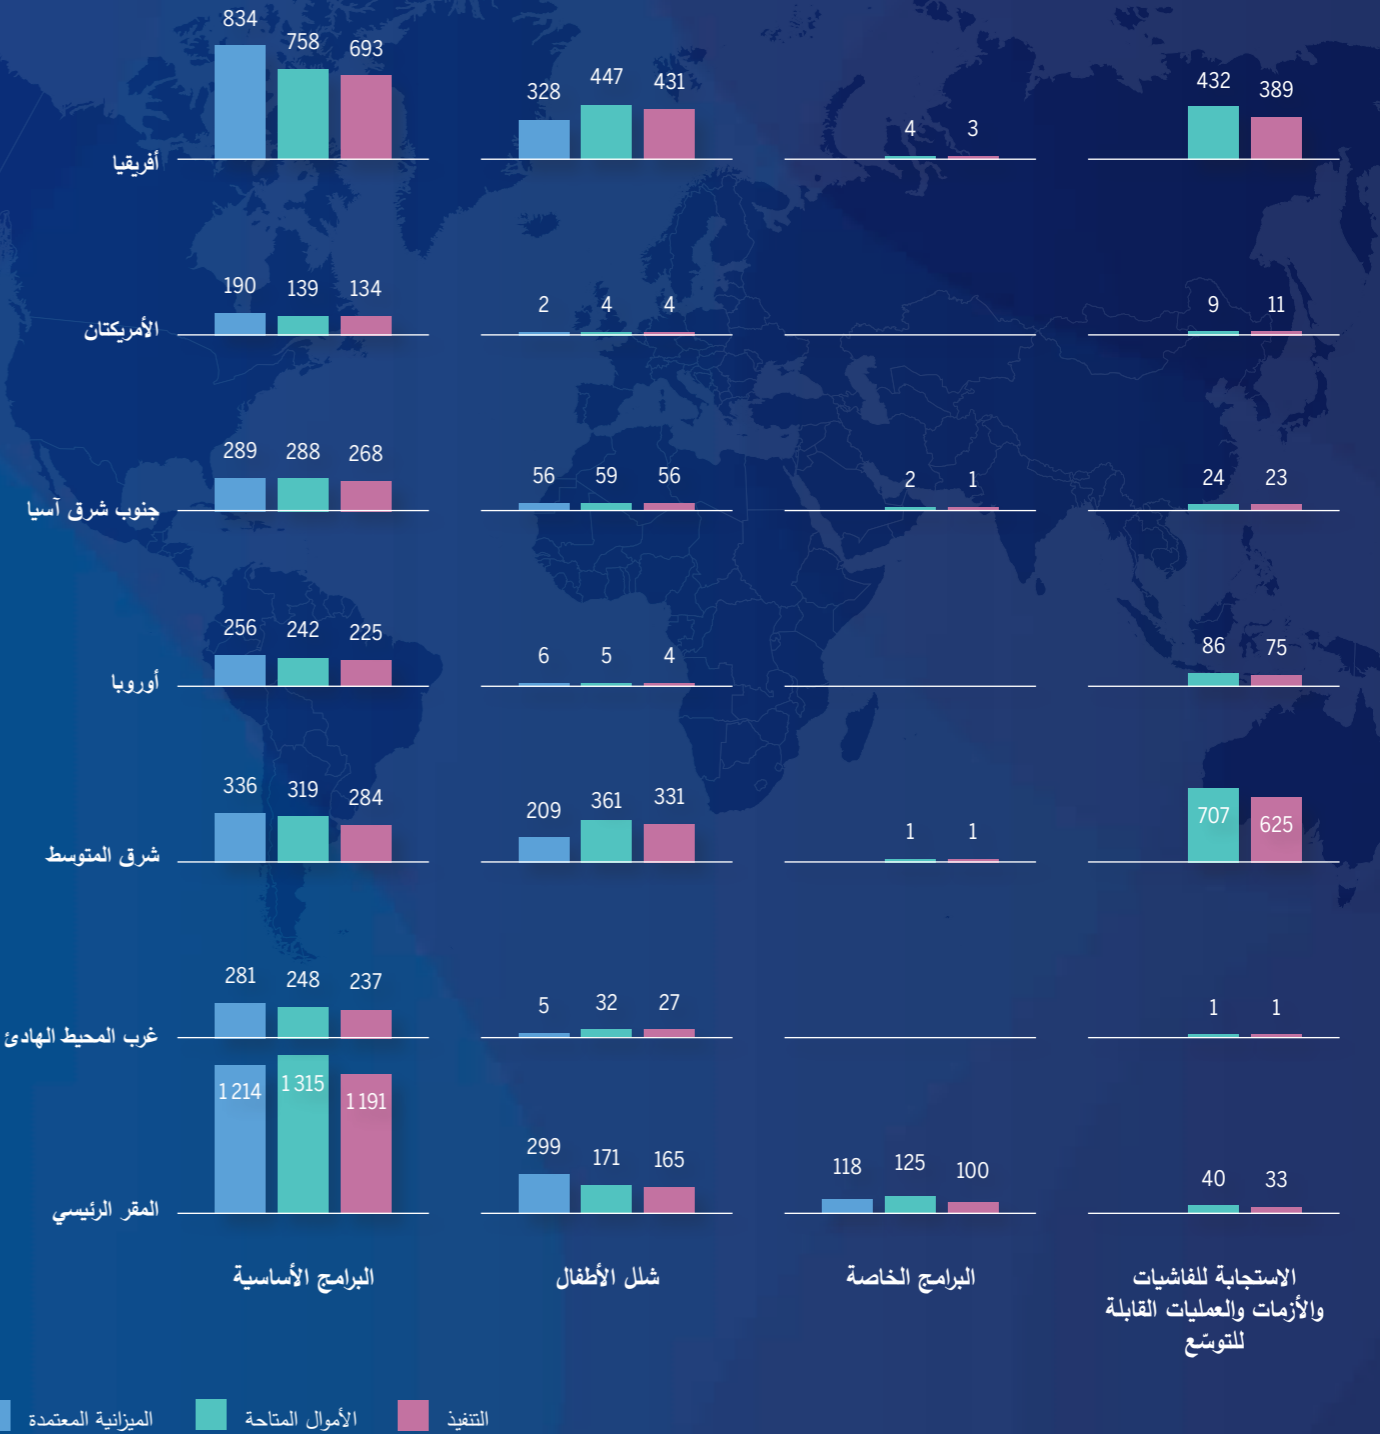 834 758 693
328 447 431
4 3
432 389
أفريقيا
190 139 134
2 4 4
9 11
الأمريكتان
289 288 268
56 59 56
2 1
24 23
جنوب شرق آسيا
256 242 225
6 5 4
86 75
أوروبا
336 319 284
209 361 331
1 1
707 625
شرق المتوسط
281 248 237
5 32 27
1 1
غرب المحيط الهادئ
1 214 1 315 1 191
299 171 165
118 125 100
40 33
المقر الرئيسي
البرامج الأساسية
شلل الأطفال
البرامج الخاصة
الاستجابة للفاشيات
والأزمات والعمليات القابلة
للتوسّع
الميزانية المعتمدة
الأموال المتاحة
التنفيذ